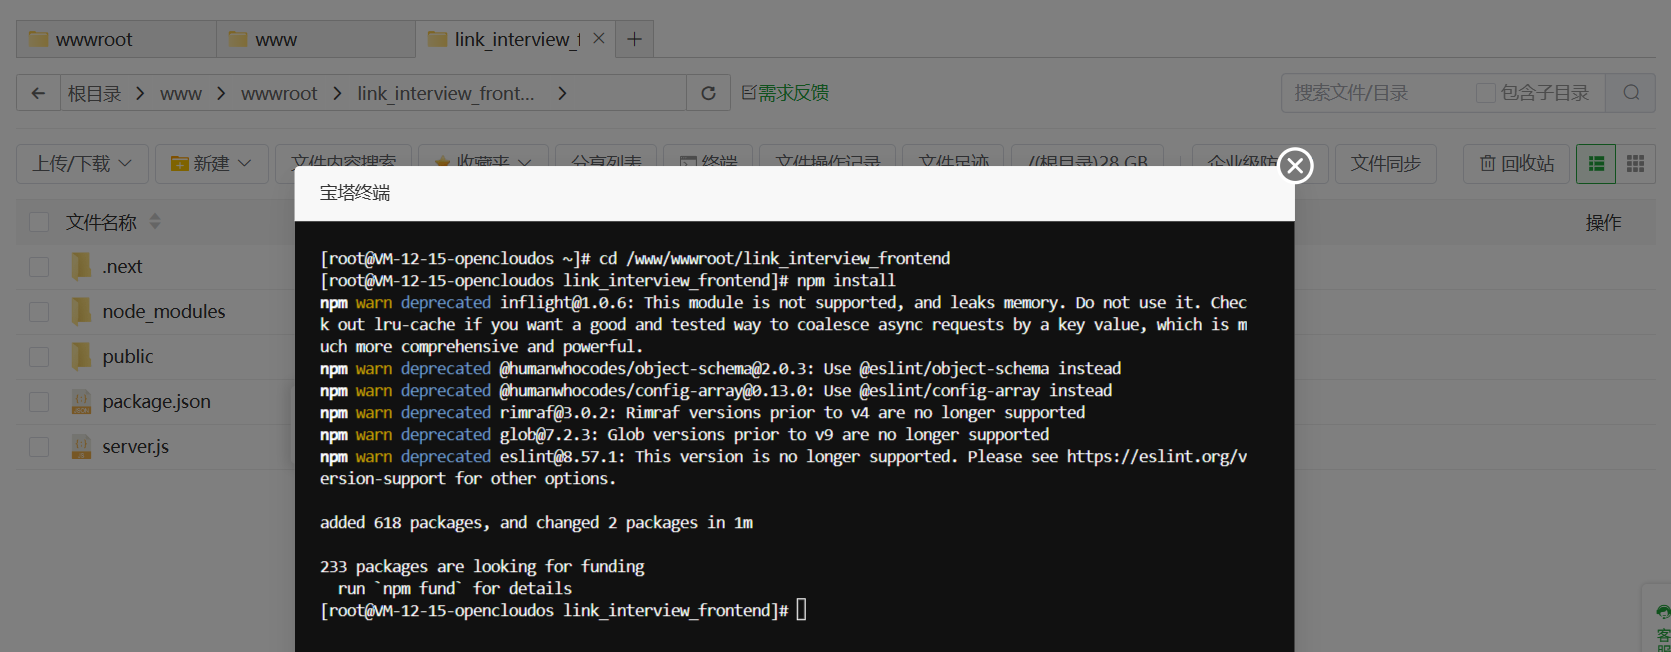 wwwroot
www
link_interview_f
根目录 > www > wwwroot > link_interview_front... >
需求反馈
搜索文件/目录
包含子目录
上传/下载
新建
文件内容搜索
收藏夹
分享列表
终端
文件操作记录
文件足迹
/(根目录)28 GB
企业级防
文件同步
回收站
宝塔终端
文件名称
操作
.next
node_modules
public
package.json
server.js
[root@VM-12-15-opencloudos ~]# cd /www/wwwroot/link_interview_frontend
[root@VM-12-15-opencloudos link_interview_frontend]# npm install
npm warn deprecated inflight@1.0.6: This module is not supported, and leaks memory. Do not use it. Chec
k out lru-cache if you want a good and tested way to coalesce async requests by a key value, which is m
uch more comprehensive and powerful.
npm warn deprecated @humanwhocodes/object-schema@2.0.3: Use @eslint/object-schema instead
npm warn deprecated @humanwhocodes/config-array@0.13.0: Use @eslint/config-array instead
npm warn deprecated rimraf@3.0.2: Rimraf versions prior to v4 are no longer supported
npm warn deprecated glob@7.2.3: Glob versions prior to v9 are no longer supported
npm warn deprecated eslint@8.57.1: This version is no longer supported. Please see https://eslint.org/v
ersion-support for other options.
added 618 packages, and changed 2 packages in 1m
233 packages are looking for funding
run `npm fund` for details
[root@VM-12-15-opencloudos link_interview_frontend]#
客
服